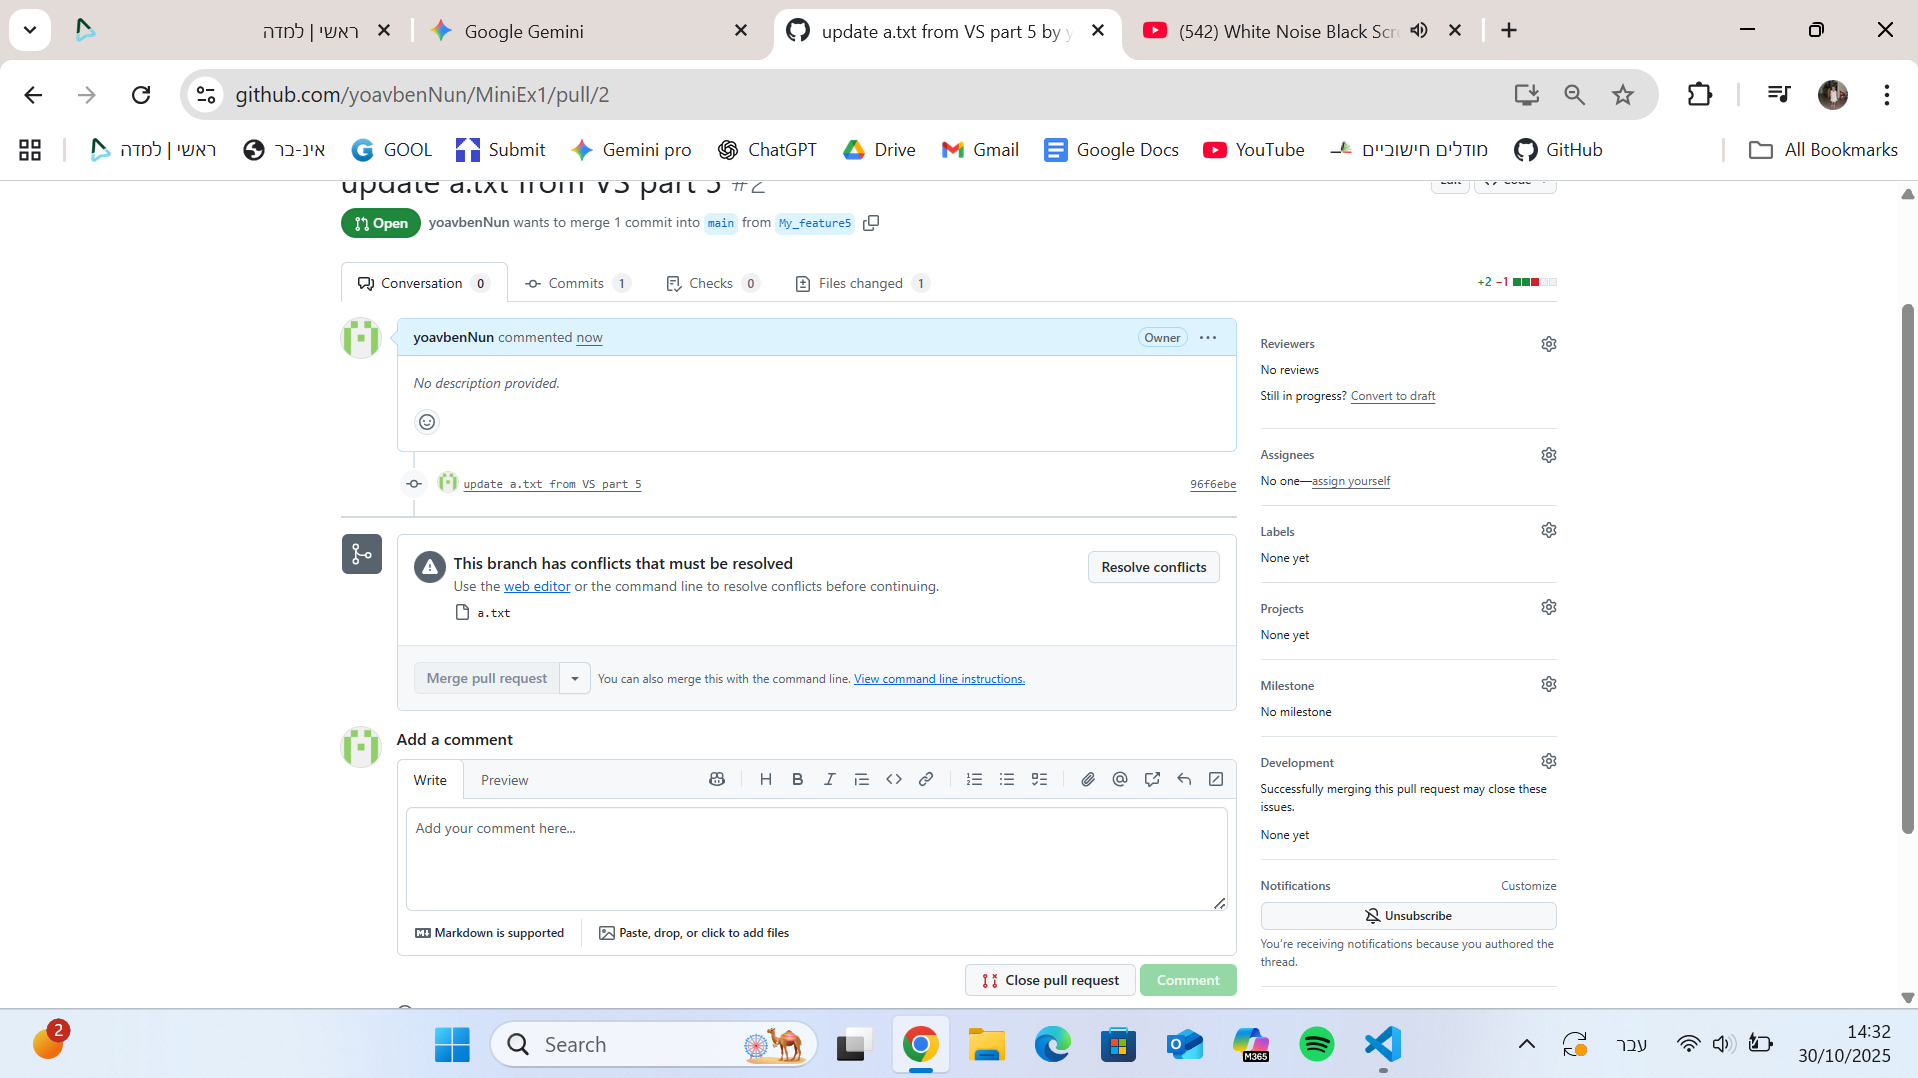 ראשי | למדה
Google Gemini
update a.txt from VS part 5 by y
(542) White Noise Black Scre
github.com/yoavbenNun/MiniEx1/pull/2
ראשי | למדה
אינ-בר
GOOL
Submit
Gemini pro
ChatGPT
Drive
Gmail
Google Docs
YouTube
מודלים חישוביים
GitHub
All Bookmarks
update a.txt from VS part 5 #2
Edit
Code
Open
yoavbenNun wants to merge 1 commit into main from My_feature5
Conversation 0
Commits 1
Checks 0
Files changed 1
+2 −1
yoavbenNun commented now
Owner
No description provided.
update a.txt from VS part 5
96f6ebe
This branch has conflicts that must be resolved
Use the web editor or the command line to resolve conflicts before continuing.
a.txt
Resolve conflicts
Merge pull request
You can also merge this with the command line. View command line instructions.
Add a comment
Write
Preview
Add your comment here...
Markdown is supported
Paste, drop, or click to add files
Close pull request
Comment
Reviewers
No reviews
Still in progress? Convert to draft
Assignees
No one—assign yourself
Labels
None yet
Projects
None yet
Milestone
No milestone
Development
Successfully merging this pull request may close these
issues.
None yet
Notifications
Customize
Unsubscribe
You're receiving notifications because you authored the
thread.
2
Search
M365
עבר
14:32
30/10/2025